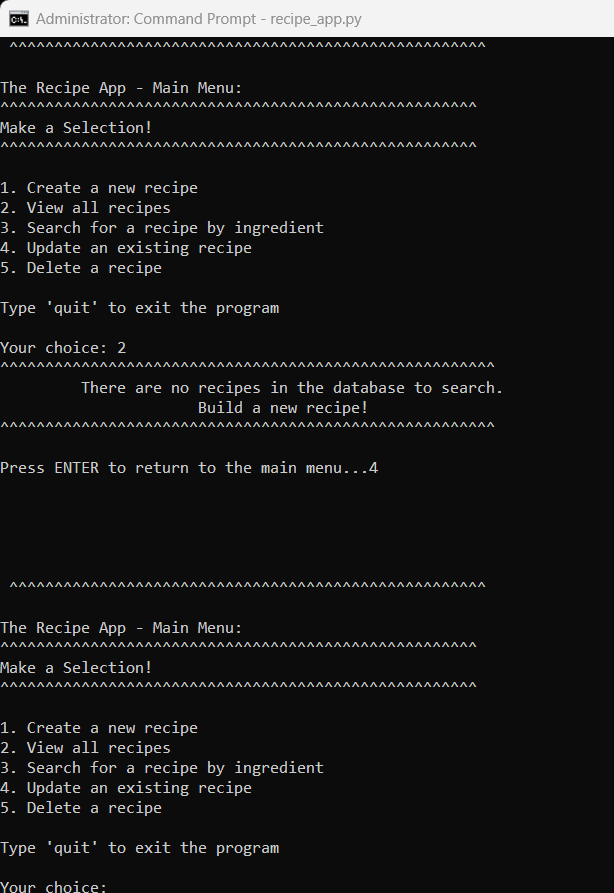 Administrator: Command Prompt - recipe_app.py
^^^^^^^^^^^^^^^^^^^^^^^^^^^^^^^^^^^^^^^^^^^^^^^^^^^^^
The Recipe App - Main Menu:
^^^^^^^^^^^^^^^^^^^^^^^^^^^^^^^^^^^^^^^^^^^^^^^^^^^^^
Make a Selection!
^^^^^^^^^^^^^^^^^^^^^^^^^^^^^^^^^^^^^^^^^^^^^^^^^^^^^
1. Create a new recipe
2. View all recipes
3. Search for a recipe by ingredient
4. Update an existing recipe
5. Delete a recipe
Type 'quit' to exit the program
Your choice: 2
^^^^^^^^^^^^^^^^^^^^^^^^^^^^^^^^^^^^^^^^^^^^^^^^^^^^^^^
There are no recipes in the database to search.
Build a new recipe!
^^^^^^^^^^^^^^^^^^^^^^^^^^^^^^^^^^^^^^^^^^^^^^^^^^^^^^^
Press ENTER to return to the main menu...4
^^^^^^^^^^^^^^^^^^^^^^^^^^^^^^^^^^^^^^^^^^^^^^^^^^^^^
The Recipe App - Main Menu:
^^^^^^^^^^^^^^^^^^^^^^^^^^^^^^^^^^^^^^^^^^^^^^^^^^^^^
Make a Selection!
^^^^^^^^^^^^^^^^^^^^^^^^^^^^^^^^^^^^^^^^^^^^^^^^^^^^^
1. Create a new recipe
2. View all recipes
3. Search for a recipe by ingredient
4. Update an existing recipe
5. Delete a recipe
Type 'quit' to exit the program
Your choice: